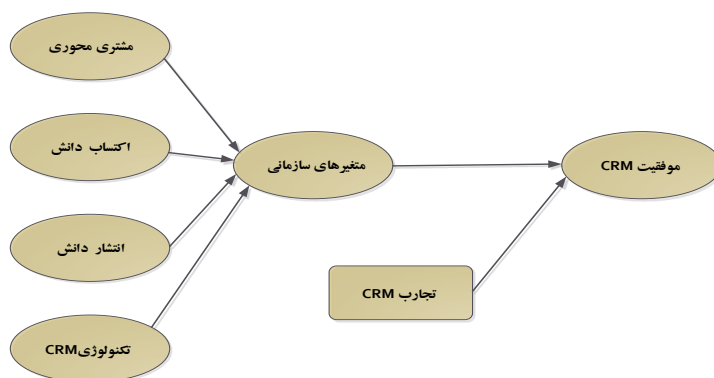 مشتری محوری
اکتساب دانش
متغیرهای سازمانی
موفقیت CRM
انتشار دانش
تجارب CRM
تکنولوژیCRM